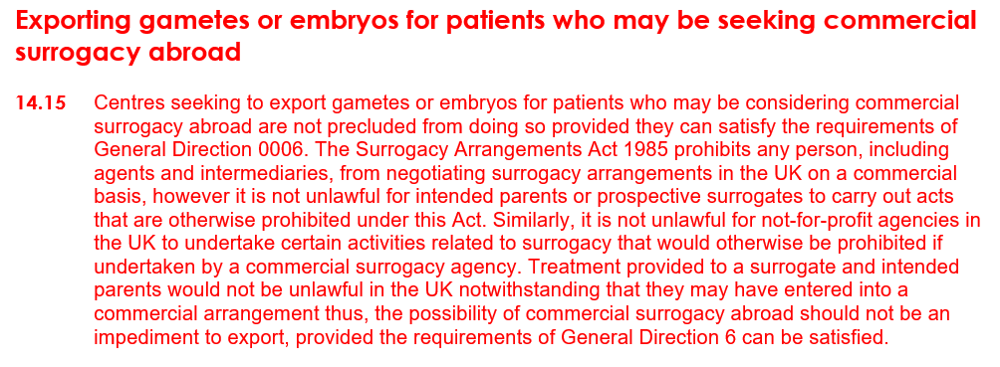 Exporting gametes or embryos for patients who may be seeking commercial
surrogacy abroad
14.15 Centres seeking to export gametes or embryos for patients who may be considering commercial
surrogacy abroad are not precluded from doing so provided they can satisfy the requirements of
General Direction 0006. The Surrogacy Arrangements Act 1985 prohibits any person, including
agents and intermediaries, from negotiating surrogacy arrangements in the UK on a commercial
basis, however it is not unlawful for intended parents or prospective surrogates to carry out acts
that are otherwise prohibited under this Act. Similarly, it is not unlawful for not-for-profit agencies in
the UK to undertake certain activities related to surrogacy that would otherwise be prohibited if
undertaken by a commercial surrogacy agency. Treatment provided to a surrogate and intended
parents would not be unlawful in the UK notwithstanding that they may have entered into a
commercial arrangement thus, the possibility of commercial surrogacy abroad should not be an
impediment to export, provided the requirements of General Direction 6 can be satisfied.